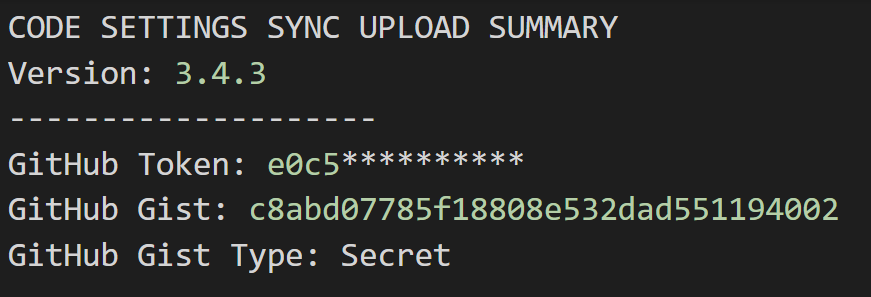 CODE SETTINGS SYNC UPLOAD SUMMARY
Version: 3.4.3
--------------------
GitHub Token: e0c5**********
GitHub Gist: c8abd07785f18808e532dad551194002
GitHub Gist Type: Secret